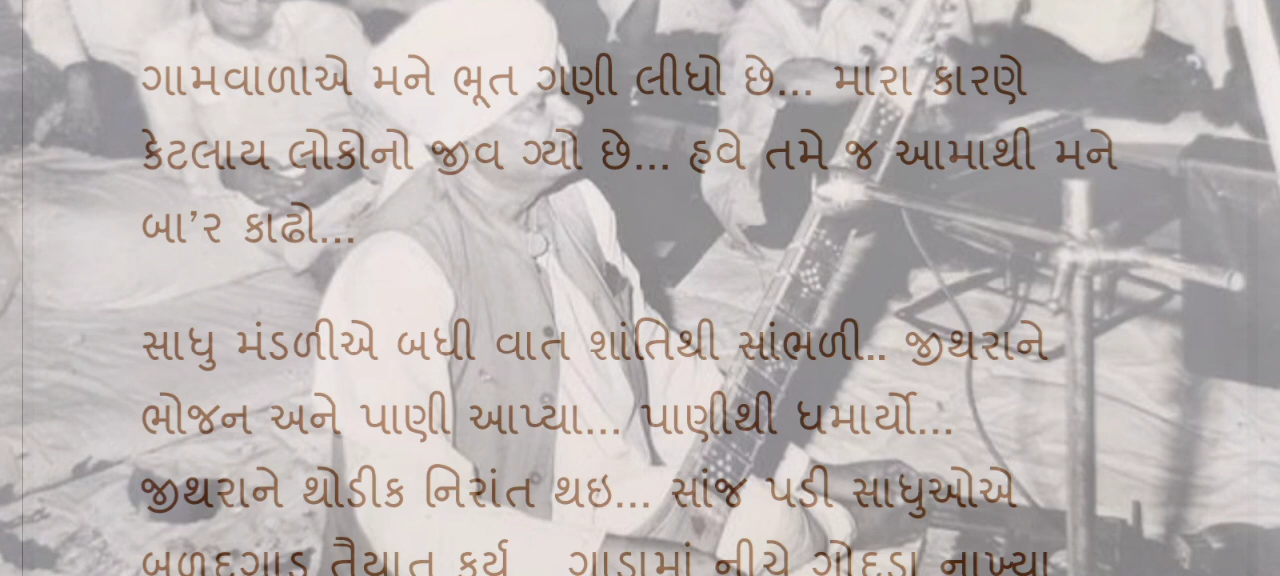 ગામવાળાએ મને ભૂત ગણી લીધો છે... મારા કારણે
કેટલાય લોકોનો જીવ ગ્યો છે... હવે તમે જ આમાથી મને
બા’ર કાઢો...
સાધુ મંડળીએ બધી વાત શાંતિથી સાંભળી.. જીથરાને
ભોજન અને પાણી આપ્યા... પાણીથી ધમાર્યો...
જીથરાને થોડીક નિરાંત થઇ... સાંજ પડી સાધુઓએ
ગાડામાં નીચે ગોદડા નાખ્યા